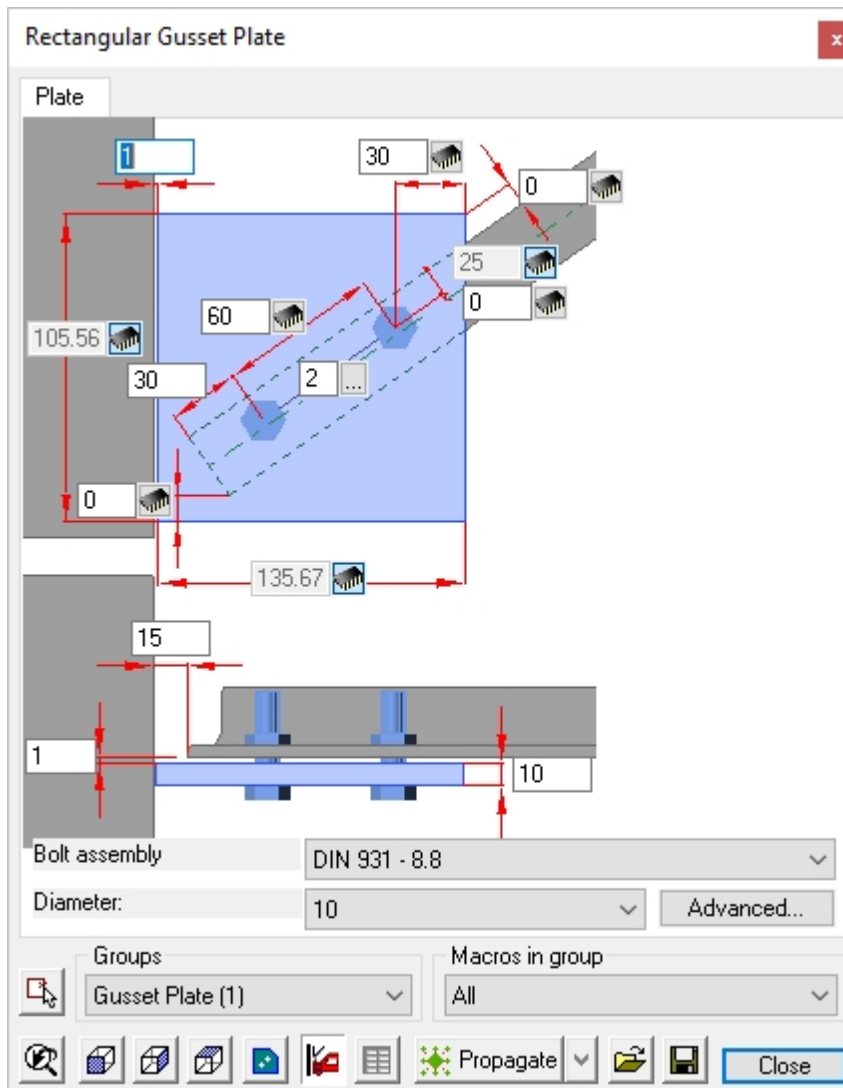 Rectangular Gusset Plate
x
Plate
1
30
0
25
0
60
105.56
30
2 ...
0
135.67
15
1
10
Bolt assembly
DIN 931 - 8.8
Diameter:
10
Advanced...
Groups
Macros in group
Gusset Plate (1)
All
Propagate
Close